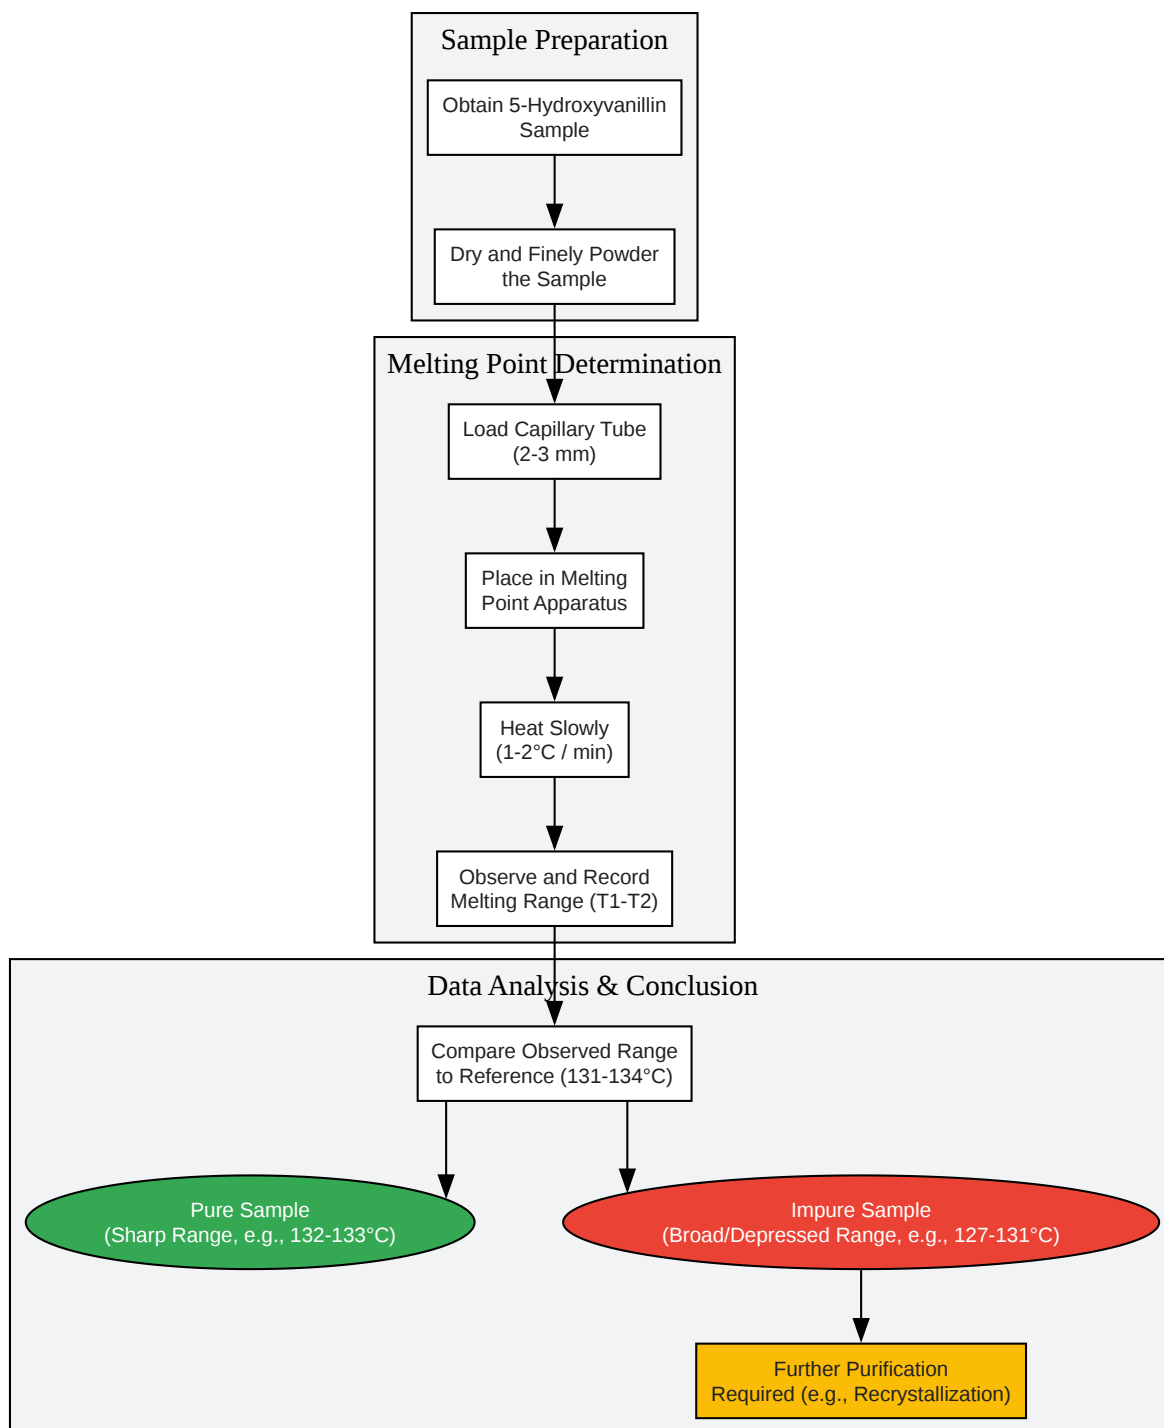 Sample Preparation
Obtain 5-Hydroxyvanillin
Sample
Dry and Finely Powder
the Sample
Melting Point Determination
Load Capillary Tube
(2-3 mm)
Place in Melting
Point Apparatus
Heat Slowly
(1-2°C / min)
Observe and Record
Melting Range (T1-T2)
Data Analysis & Conclusion
Compare Observed Range
to Reference (131-134°C)
Pure Sample
(Sharp Range, e.g., 132-133°C)
Impure Sample
(Broad/Depressed Range, e.g., 127-131°C)
Further Purification
Required (e.g., Recrystallization)